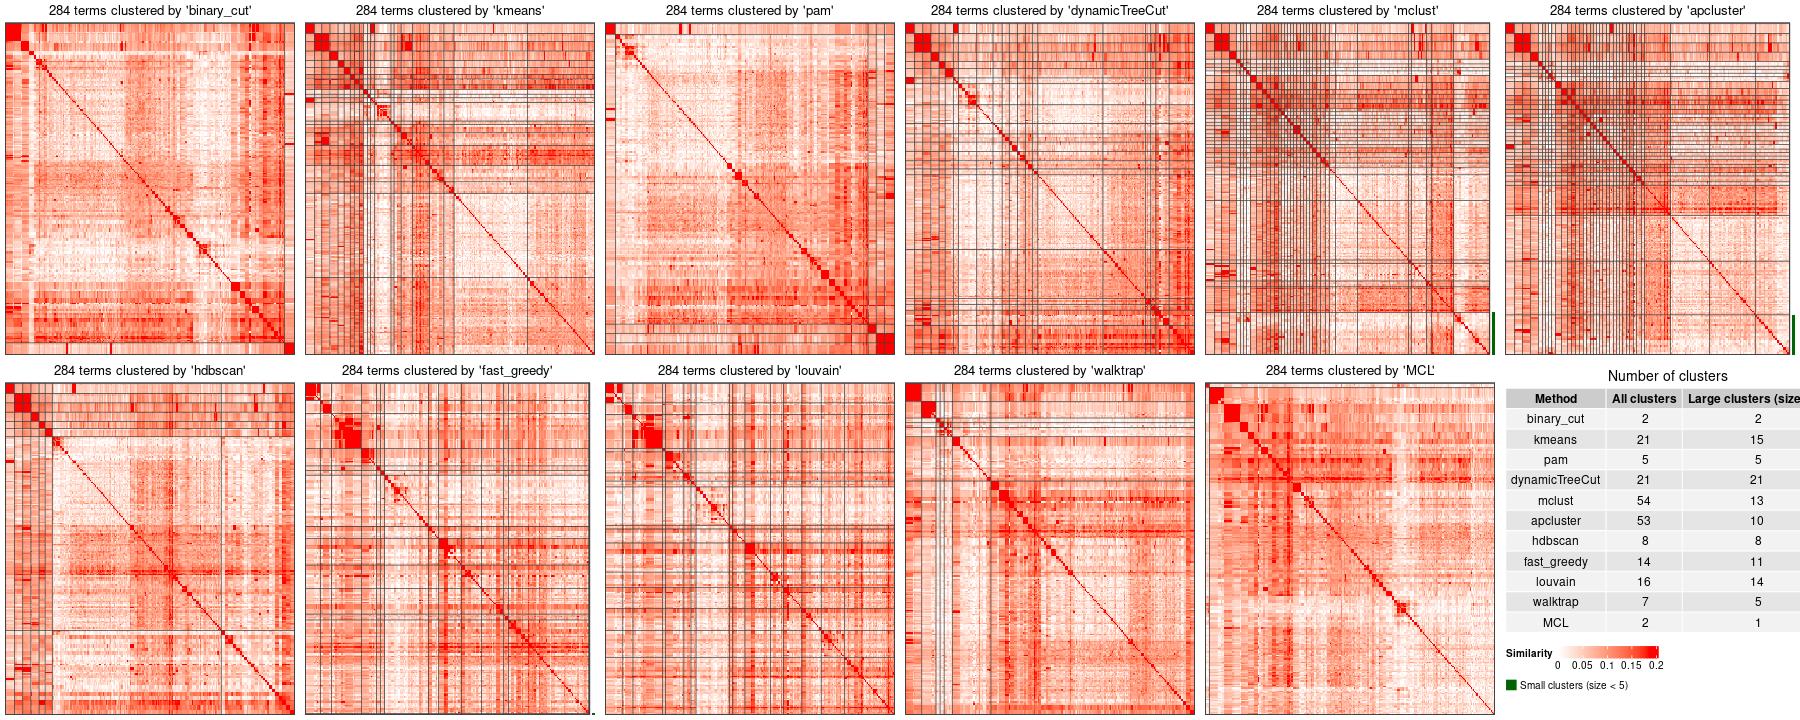 284 terms clustered by 'binary_cut'
284 terms clustered by 'kmeans'
284 terms clustered by 'pam'
284 terms clustered by 'dynamicTreeCut'
284 terms clustered by 'mclust'
284 terms clustered by 'apcluster'
284 terms clustered by 'hdbscan'
284 terms clustered by 'fast_greedy'
284 terms clustered by 'louvain'
284 terms clustered by 'walktrap'
284 terms clustered by 'MCL'
Number of clusters
Method All clusters Large clusters (size
binary_cut 2 2
kmeans 21 15
pam 5 5
dynamicTreeCut 21 21
mclust 54 13
apcluster 53 10
hdbscan 8 8
fast_greedy 14 11
louvain 16 14
walktrap 7 5
MCL 2 1
Similarity
0 0.05 0.1 0.15 0.2
Small clusters (size < 5)